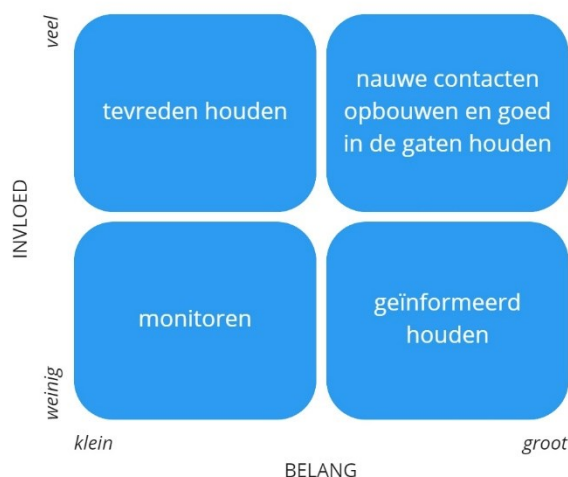 veel
tevreden houden
nauwe contacten
opbouwen en goed
in de gaten houden
INVLOED
monitoren
geïnformeerd
houden
weinig
klein
groot
BELANG